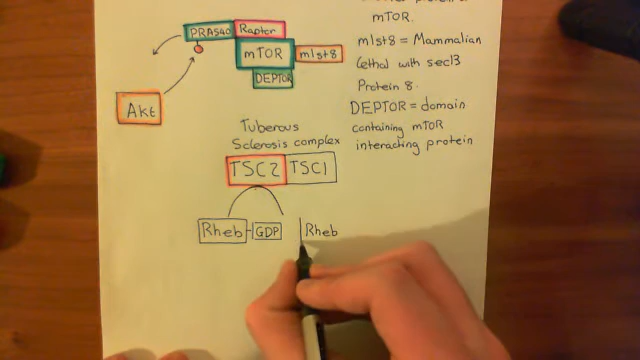 mTOR.
PRAS40 Raptor
mTOR mlst8
mlst8 = Mammalian
lethal with sec13
Protein 8.
DEPTOR
Akt
DEPTOR = domain
containing mTOR
interacting protein
Tuberous
Sclerosis complex
TSC2 TSC1
Rheb GDP Rheb